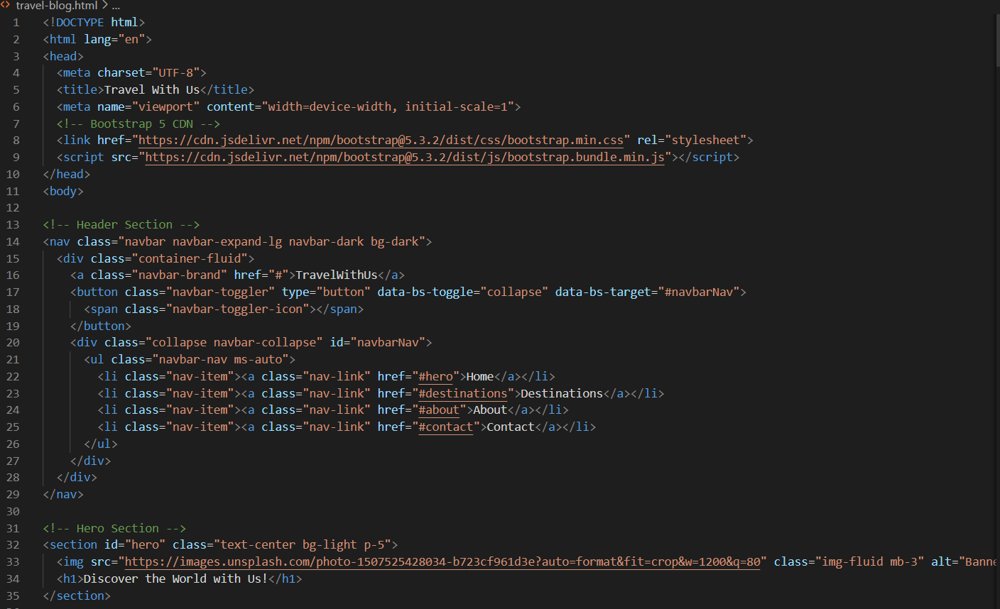 travel-blog.html > ...
1 <!DOCTYPE html>
2 <html lang="en">
3 <head>
4 <meta charset="UTF-8">
5 <title>Travel With Us</title>
6 <meta name="viewport" content="width=device-width, initial-scale=1">
7 <!-- Bootstrap 5 CDN -->
8 <link href="https://cdn.jsdelivr.net/npm/bootstrap@5.3.2/dist/css/bootstrap.min.css" rel="stylesheet">
9 <script src="https://cdn.jsdelivr.net/npm/bootstrap@5.3.2/dist/js/bootstrap.bundle.min.js"></script>
10 </head>
11 <body>
12
13 <!-- Header Section -->
14 <nav class="navbar navbar-expand-lg navbar-dark bg-dark">
15 <div class="container-fluid">
16 <a class="navbar-brand" href="#">TravelWithUs</a>
17 <button class="navbar-toggler" type="button" data-bs-toggle="collapse" data-bs-target="#navbarNav">
18 <span class="navbar-toggler-icon"></span>
19 </button>
20 <div class="collapse navbar-collapse" id="navbarNav">
21 <ul class="navbar-nav ms-auto">
22 <li class="nav-item"><a class="nav-link" href="#hero">Home</a></li>
23 <li class="nav-item"><a class="nav-link" href="#destinations">Destinations</a></li>
24 <li class="nav-item"><a class="nav-link" href="#about">About</a></li>
25 <li class="nav-item"><a class="nav-link" href="#contact">Contact</a></li>
26 </ul>
27 </div>
28 </div>
29 </nav>
30
31 <!-- Hero Section -->
32 <section id="hero" class="text-center bg-light p-5">
33 <img src="https://images.unsplash.com/photo-1507525428034-b723cf961d3e?auto=format&fit=crop&w=1200&q=80" class="img-fluid mb-3" alt="Banne
34 <h1>Discover the World with Us!</h1>
35 </section>